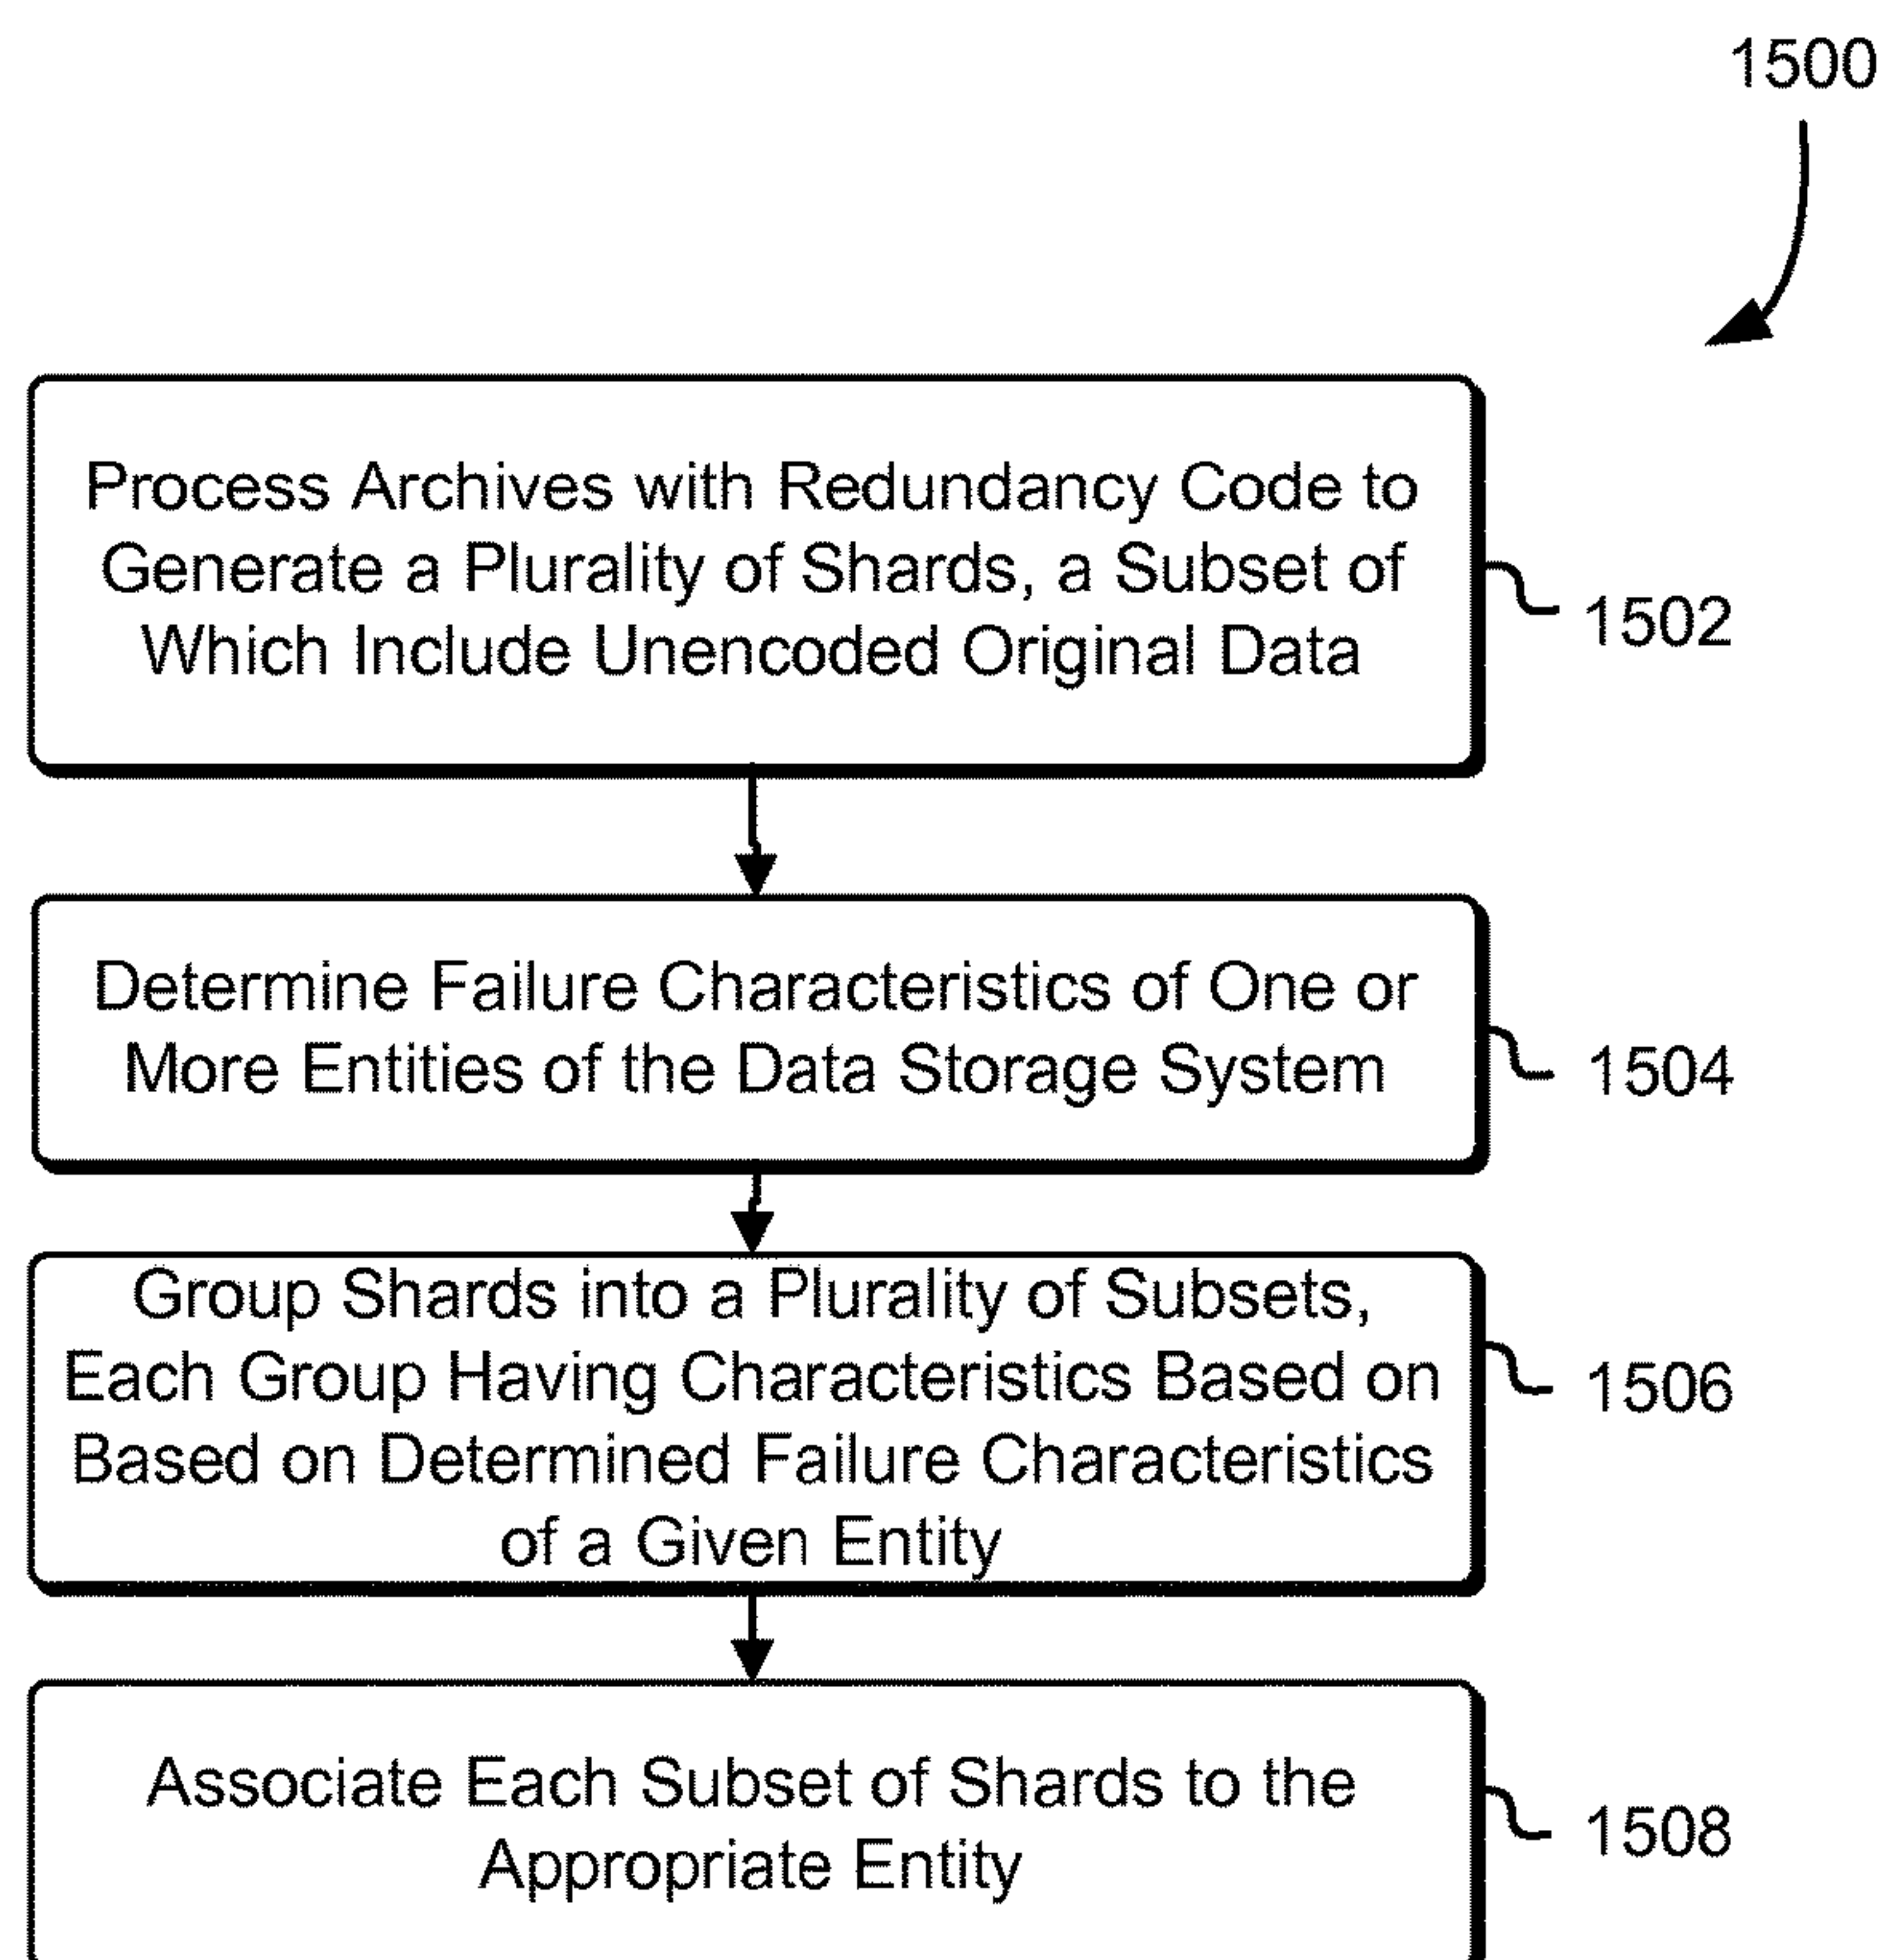 1500
Process Archives with Redundancy Code to
Generate a Plurality of Shards, a Subset of
Which Include Unencoded Original Data
1502
Determine Failure Characteristics of One or
More Entities of the Data Storage System
1504
Group Shards into a Plurality of Subsets,
Each Group Having Characteristics Based on
Based on Determined Failure Characteristics
of a Given Entity
1506
Associate Each Subset of Shards to the
Appropriate Entity
1508